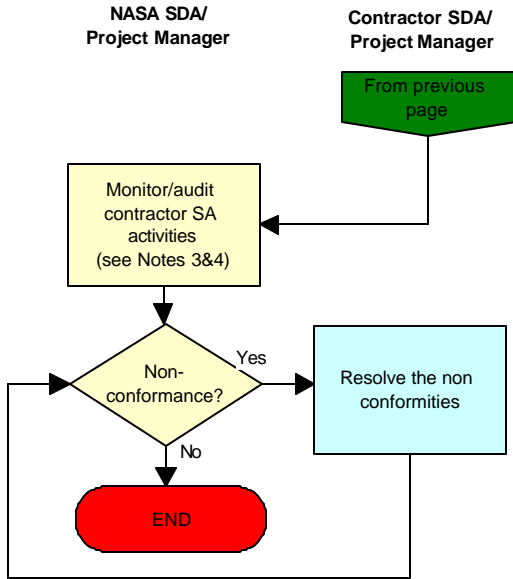 NASA SDA/
Project Manager
Contractor SDA/
Project Manager
From previous
page
Monitor/audit
contractor SA
activities
(see Notes 3&4)
Non-
conformance?
Yes
Resolve the non
conformities
No
END